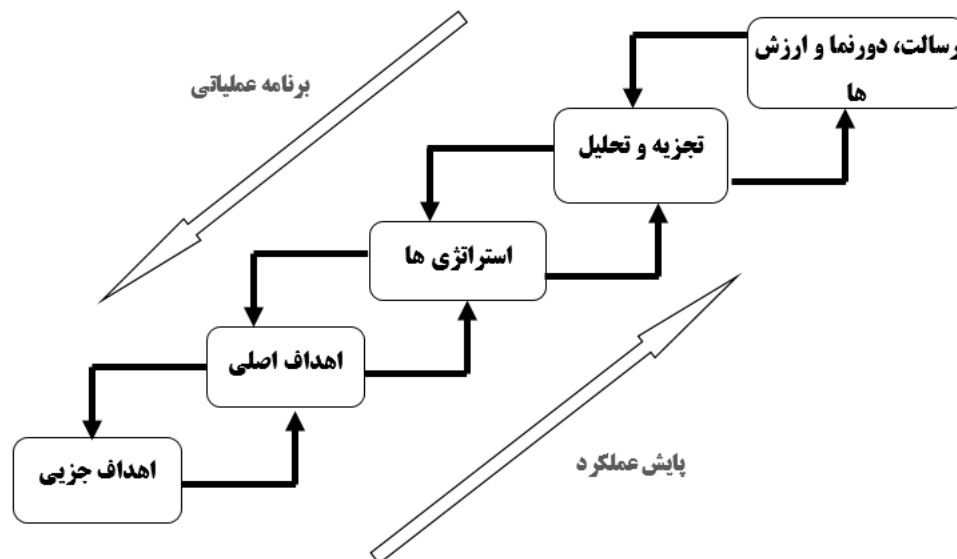 رسالت، دورنما و ارزش
ها
برنامه عملیاتی
تجزیه و تحلیل
استراتژی ها
اهداف اصلی
اهداف جزیی
پایش عملکرد